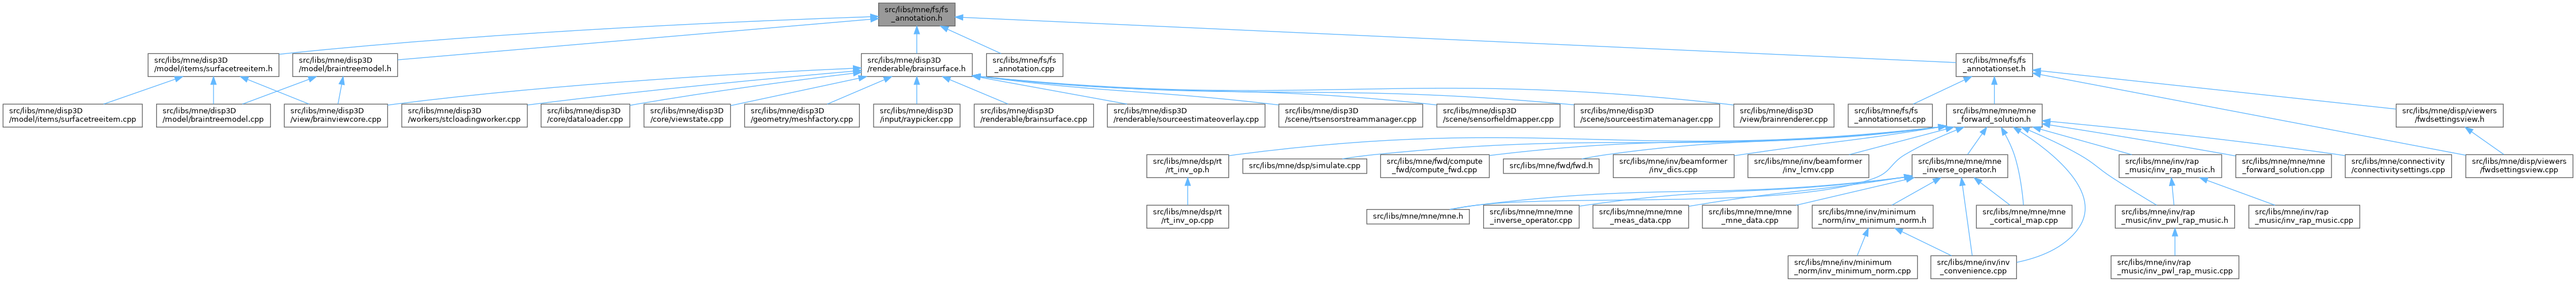 src/libs/mne/fs/fs
_annotation.h
src/libs/mne/disp3D
/model/items/surfacetreeitem.h
src/libs/mne/disp3D
/model/braintreemodel.h
src/libs/mne/disp3D
/renderable/brainsurface.h
src/libs/mne/fs/fs
_annotation.cpp
src/libs/mne/fs/fs
_annotationset.h
src/libs/mne/disp3D
/model/items/surfacetreeitem.cpp
src/libs/mne/disp3D
/model/braintreemodel.cpp
src/libs/mne/disp3D
/view/brainviewcore.cpp
src/libs/mne/disp3D
/workers/stcloadingworker.cpp
src/libs/mne/disp3D
/core/dataloader.cpp
src/libs/mne/disp3D
/core/viewstate.cpp
src/libs/mne/disp3D
/geometry/meshfactory.cpp
src/libs/mne/disp3D
/input/raypicker.cpp
src/libs/mne/disp3D
/renderable/brainsurface.cpp
src/libs/mne/disp3D
/renderable/sourceestimateoverlay.cpp
src/libs/mne/disp3D
/scene/rtsensorstreammanager.cpp
src/libs/mne/disp3D
/scene/sensorfieldmapper.cpp
src/libs/mne/disp3D
/scene/sourceestimatemanager.cpp
src/libs/mne/disp3D
/view/brainrenderer.cpp
src/libs/mne/fs/fs
_annotationset.cpp
src/libs/mne/mne/mne
_forward_solution.h
src/libs/mne/disp/viewers
/fwdsettingsview.h
src/libs/mne/dsp/rt
/rt_inv_op.h
src/libs/mne/dsp/simulate.cpp
src/libs/mne/fwd/compute
_fwd/compute_fwd.cpp
src/libs/mne/fwd/fwd.h
src/libs/mne/inv/beamformer
/inv_dics.cpp
src/libs/mne/inv/beamformer
/inv_lcmv.cpp
src/libs/mne/mne/mne
_inverse_operator.h
src/libs/mne/inv/rap
_music/inv_rap_music.h
src/libs/mne/mne/mne
_forward_solution.cpp
src/libs/mne/connectivity
/connectivitysettings.cpp
src/libs/mne/disp/viewers
/fwdsettingsview.cpp
src/libs/mne/dsp/rt
/rt_inv_op.cpp
src/libs/mne/mne/mne.h
src/libs/mne/mne/mne
_inverse_operator.cpp
src/libs/mne/mne/mne
_meas_data.cpp
src/libs/mne/mne/mne
_mne_data.cpp
src/libs/mne/inv/minimum
_norm/inv_minimum_norm.h
src/libs/mne/mne/mne
_cortical_map.cpp
src/libs/mne/inv/rap
_music/inv_pwl_rap_music.h
src/libs/mne/inv/rap
_music/inv_rap_music.cpp
src/libs/mne/inv/minimum
_norm/inv_minimum_norm.cpp
src/libs/mne/inv/inv
_convenience.cpp
src/libs/mne/inv/rap
_music/inv_pwl_rap_music.cpp